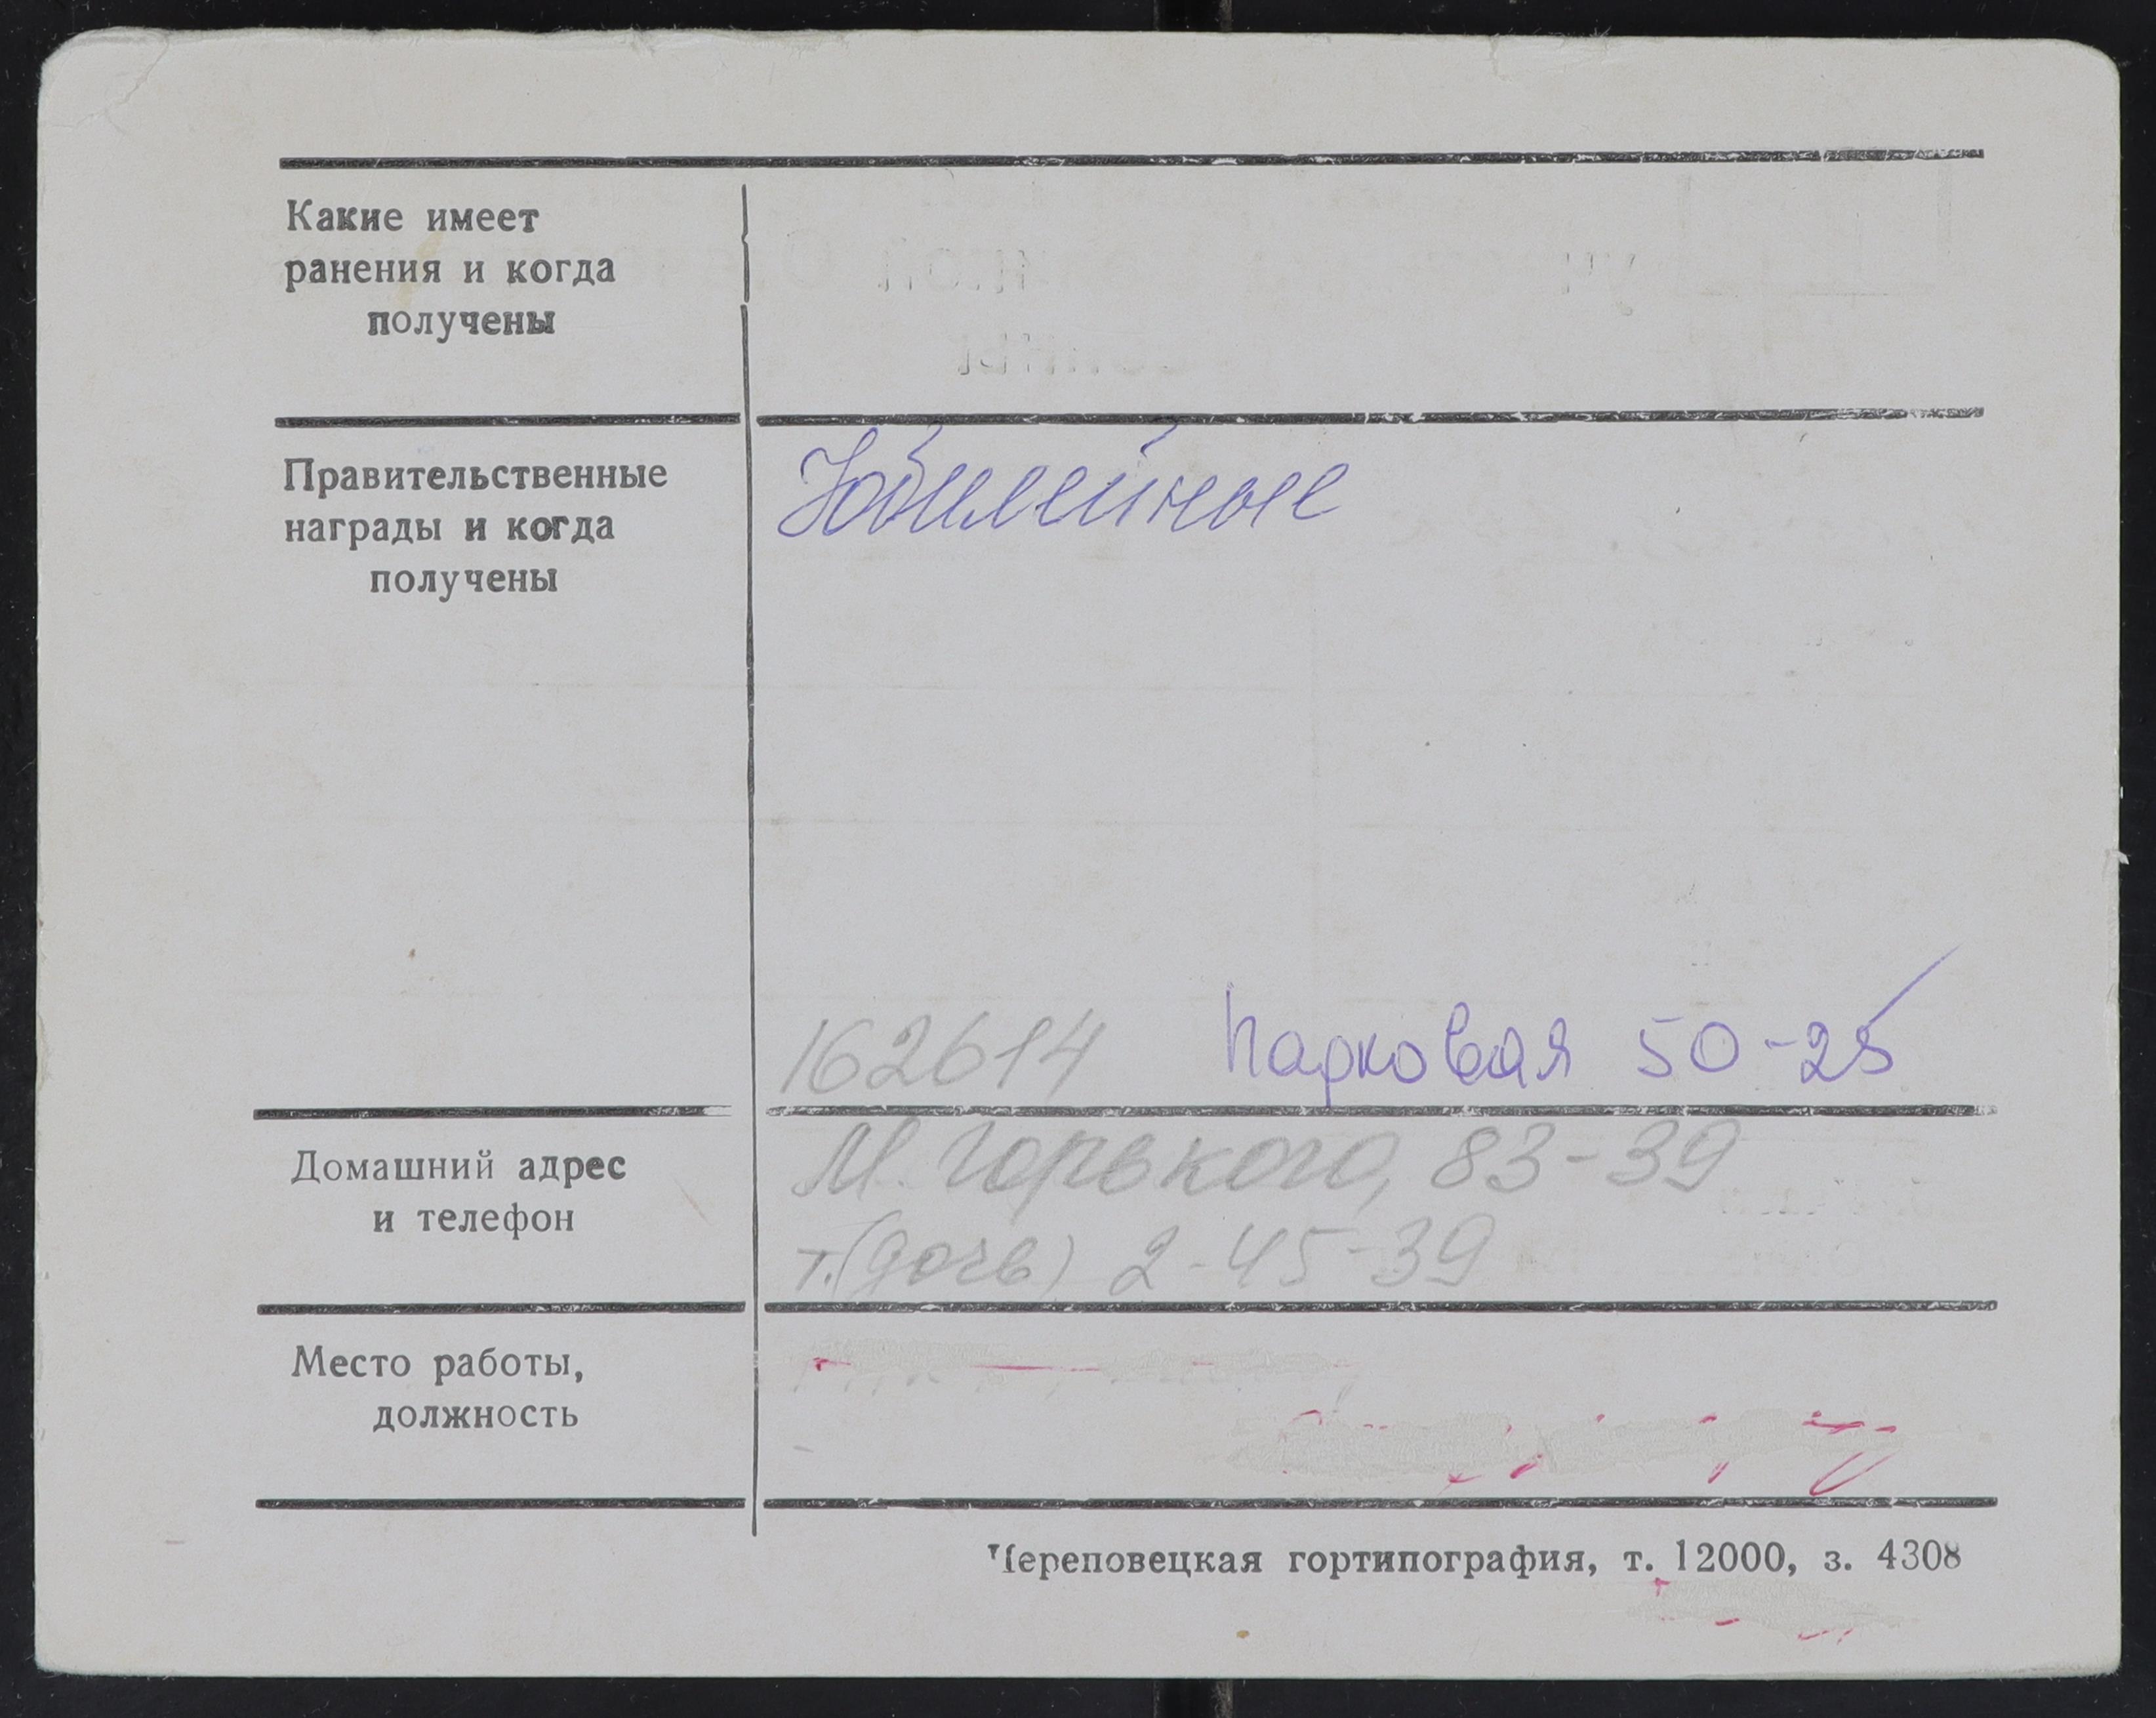 Какие имеет
ранения и когда
получены
Правительственные
награды и когда
получены
Юбилейные
162614 Парковая 50-25
Домашний адрес
и телефон
М. Горького, 83-39
т.(дочь) 2-45-39
Место работы,
должность
Череповецкая гортипография, т. 12000, з. 4308